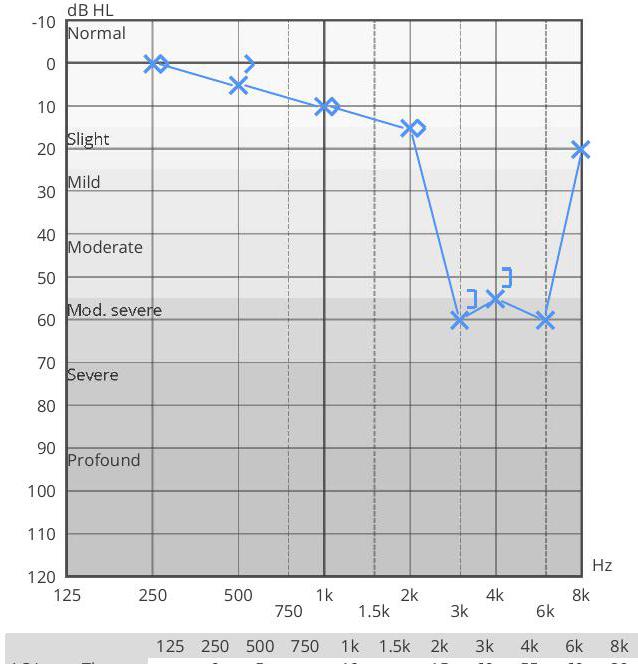 dB HL
-10
Normal
0
10
Slight
20
Mild
30
40
Moderate
50
Mod. severe
60
70
Severe
80
90
Profound
100
110
120
Hz
125 250 500 1k 2k 4k 8k
750 1.5k 3k 6k
125 250 500 750 1k 1.5k 2k 3k 4k 6k 8k